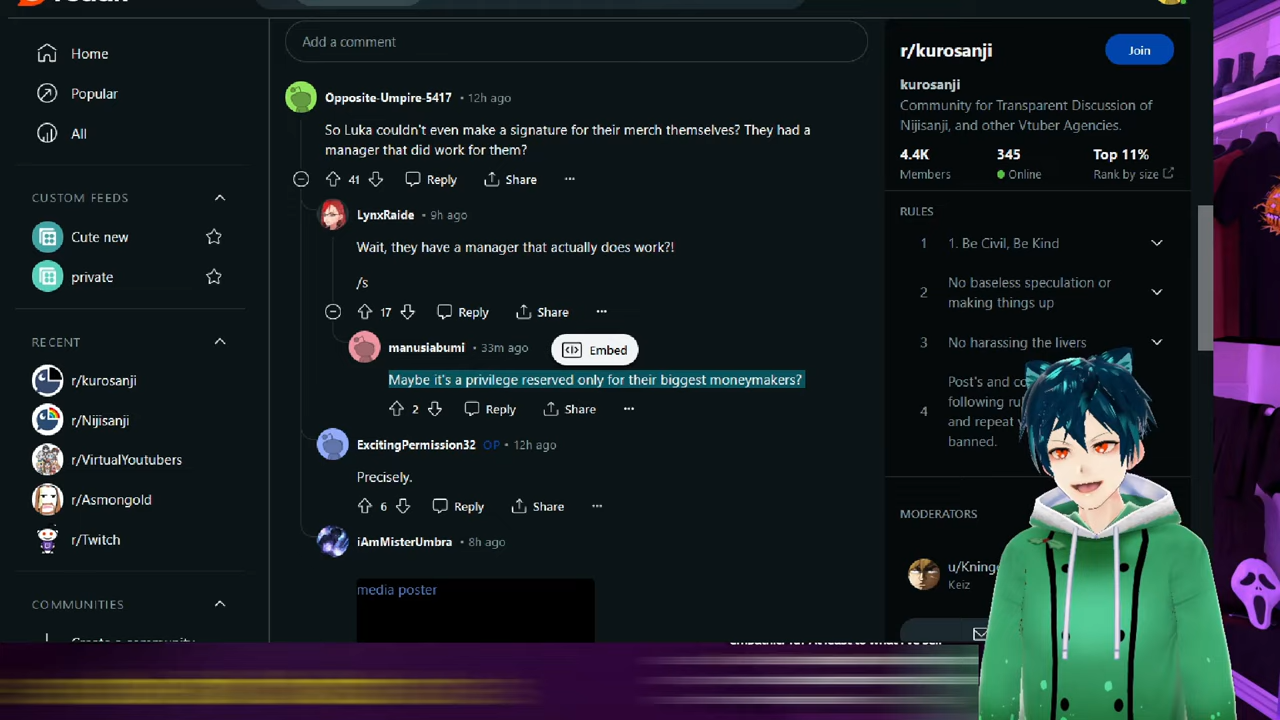 Add a comment
Home
Popular
All
CUSTOM FEEDS
Cute new
private
RECENT
r/kurosanji
r/Nijisanji
r/VirtualYoutubers
r/Asmongold
r/Twitch
COMMUNITIES
Opposite-Umpire-5417 • 12h ago
So Luka couldn't even make a signature for their merch themselves? They had a
manager that did work for them?
41 Reply Share
LynxRaide • 9h ago
Wait, they have a manager that actually does work?!
/s
17 Reply Share
manusiabumi • 33m ago
Embed
Maybe it's a privilege reserved only for their biggest moneymakers?
2 Reply Share
ExcitingPermission32 OP • 12h ago
Precisely.
6 Reply Share
iAmMisterUmbra • 8h ago
media poster
r/kurosanji
Join
kurosanji
Community for Transparent Discussion of
Nijisanji, and other Vtuber Agencies.
4.4K 345 Top 11%
Members Online Rank by size
RULES
1 1. Be Civil, Be Kind
2 No baseless speculation or
making things up
3 No harassing the livers
4 Post's and
following
and repeat
banned.
MODERATORS
Keiz